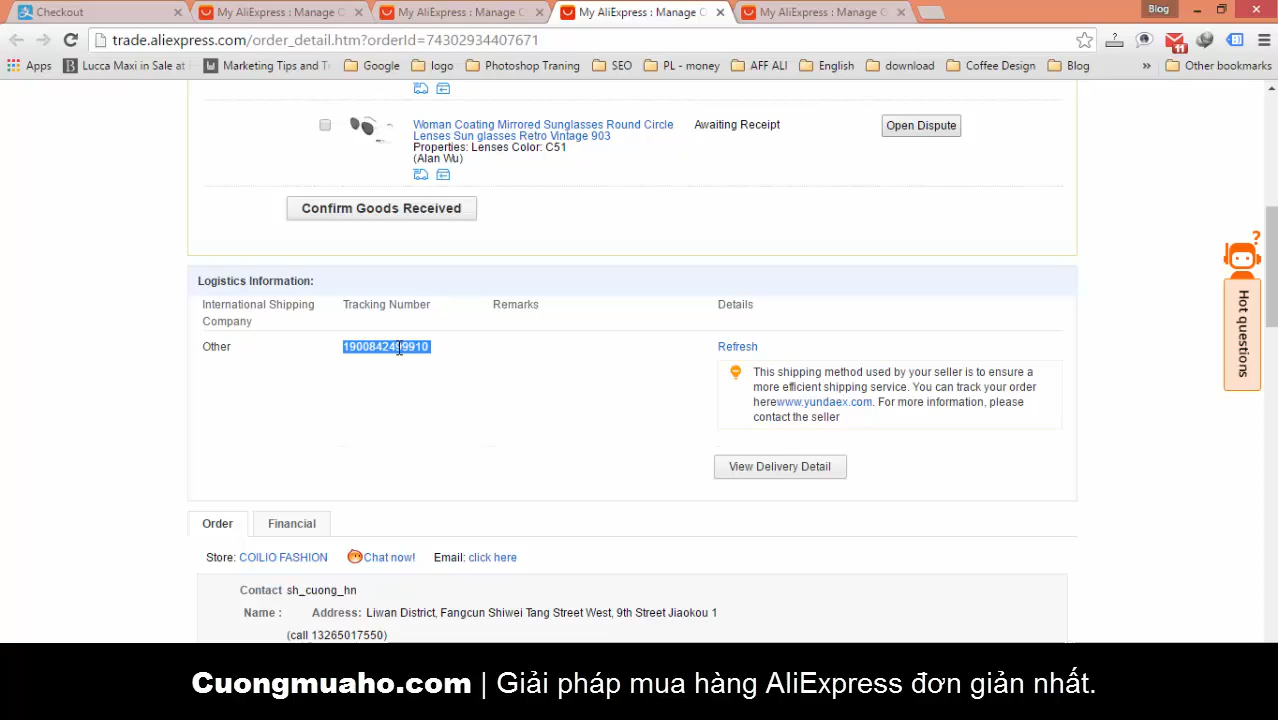 Checkout
My AliExpress : Manage O
My AliExpress : Manage O
My AliExpress : Manage O
My AliExpress : Manage O
Blog
trade.aliexpress.com/order_detail.htm?orderId=74302934407671
11
Apps
Lucca Maxi in Sale at
Marketing Tips and Tr
Google
logo
Photoshop Traning
SEO
PL - money
AFF ALI
English
download
Coffee Design
Blog
»
Other bookmarks
Woman Coating Mirrored Sunglasses Round Circle
Lenses Sun glasses Retro Vintage 903
Properties: Lenses Color: C51
(Alan Wu)
Awaiting Receipt
Open Dispute
Confirm Goods Received
Hot questions
Logistics Information:
International Shipping
Company
Tracking Number
Remarks
Details
Other
1900842499910
Refresh
This shipping method used by your seller is to ensure a
more efficient shipping service. You can track your order
herewww.yundaex.com. For more information, please
contact the seller
View Delivery Detail
Order
Financial
Store: COILIO FASHION
Chat now!
Email: click here
Contact sh_cuong_hn
Name : Address: Liwan District, Fangcun Shiwei Tang Street West, 9th Street Jiaokou 1
(call 13265017550)
Cuongmuaho.com | Giải pháp mua hàng AliExpress đơn giản nhất.